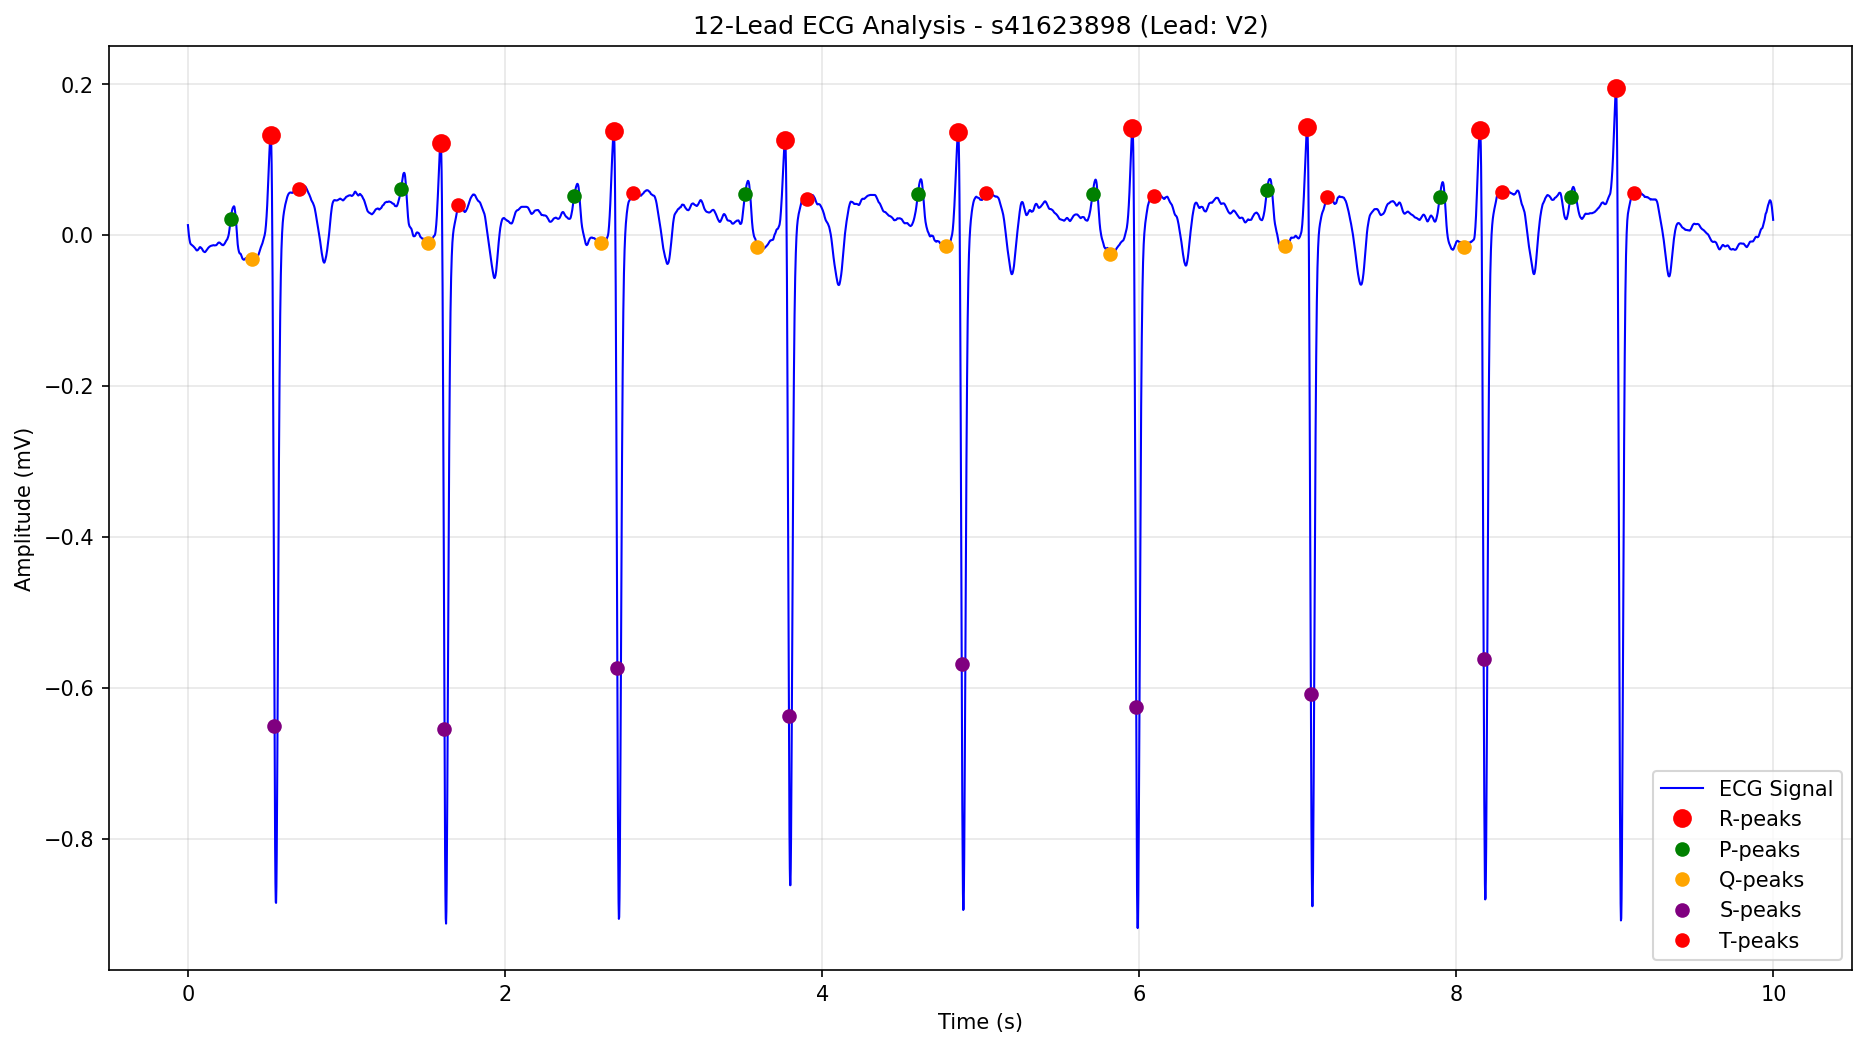 12-Lead ECG Analysis - s41623898 (Lead: V2)
0.2
0.0
−0.2
−0.4
−0.6
−0.8
Amplitude (mV)
0 2 4 6 8 10
Time (s)
ECG Signal
R-peaks
P-peaks
Q-peaks
S-peaks
T-peaks